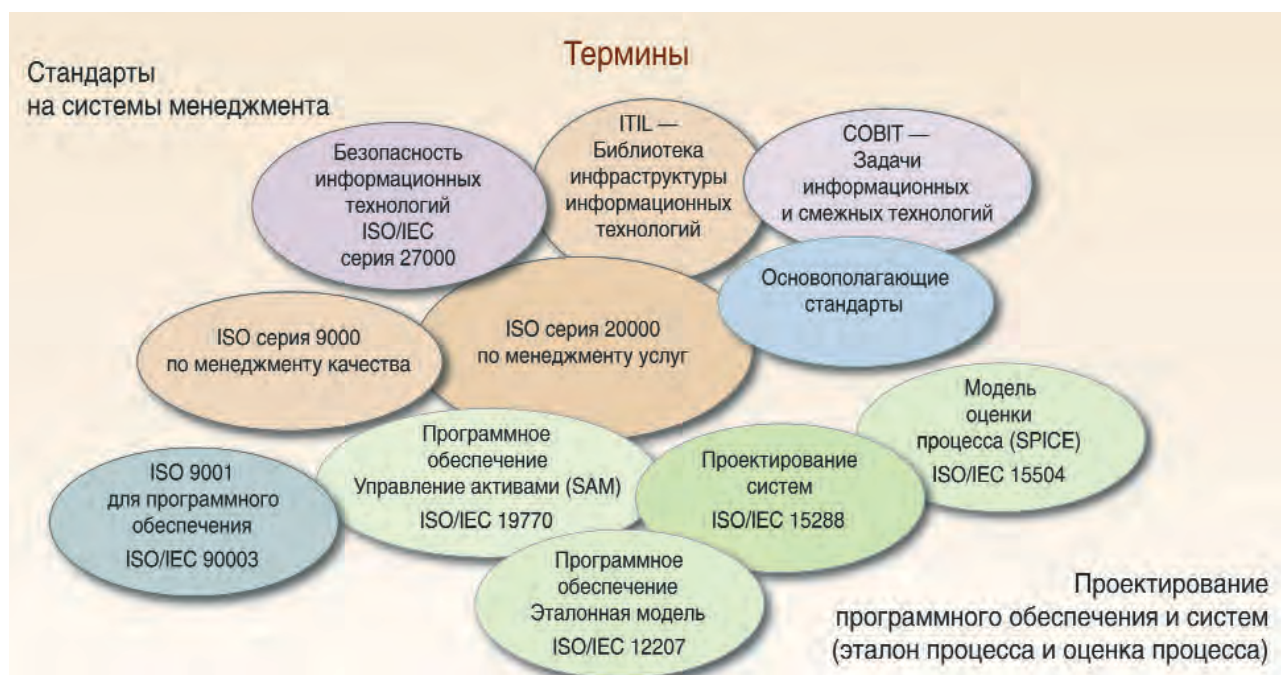 Термины
Стандарты
на системы менеджмента
Безопасность
информационных
технологий
ISO/IEC
серия 27000
ITIL —
Библиотека
инфраструктуры
информационных
технологий
COBIT —
Задачи
информационных
и смежных технологий
Основополагающие
стандарты
ISO серия 9000
по менеджменту качества
ISO серия 20000
по менеджменту услуг
Модель
оценки
процесса (SPICE)
ISO/IEC 15504
ISO 9001
для программного
обеспечения
ISO/IEC 90003
Программное
обеспечение
Управление активами (SAM)
ISO/IEC 19770
Проектирование
систем
ISO/IEC 15288
Программное
обеспечение
Эталонная модель
ISO/IEC 12207
Проектирование
программного обеспечения и систем
(эталон процесса и оценка процесса)